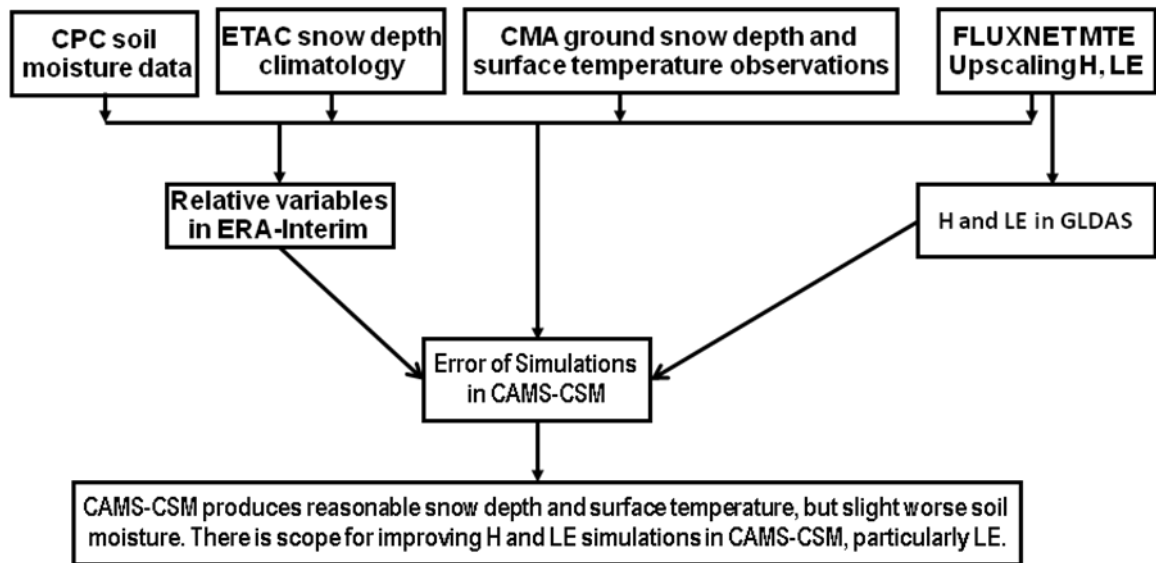 CPC soil
moisture data
ETAC snow depth
climatology
CMA ground snow depth and
surface temperature observations
FLUXNETMTE
Upscaling H, LE
Relative variables
in ERA-Interim
H and LE in GLDAS
Error of Simulations
in CAMS-CSM
CAMS-CSM produces reasonable snow depth and surface temperature, but slight worse soil
moisture. There is scope for improving H and LE simulations in CAMS-CSM, particularly LE.